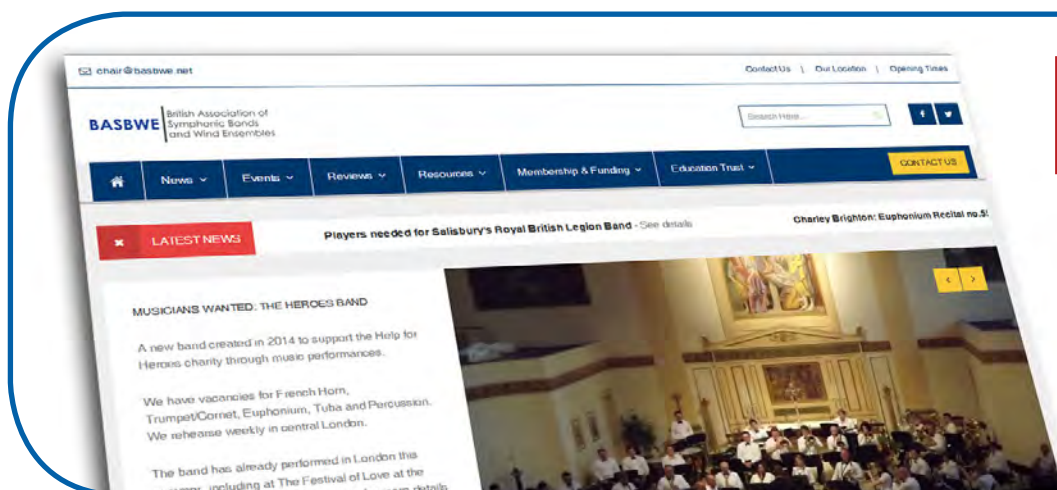 chair@basbwe.net
Contact Us | Our Location | Opening Times
BASBWE
British Association of
Symphonic Bands
and Wind Ensembles
Search Here...
News
Events
Reviews
Resources
Membership & Funding
Education Trust
CONTACT US
LATEST NEWS
Players needed for Salisbury's Royal British Legion Band - See details
Charley Brighton: Euphonium Recital no.
MUSICIANS WANTED: THE HEROES BAND
A new band created in 2014 to support the Help for
Heroes charity through music performances.
We have vacancies for French Horn,
Trumpet/Cornet, Euphonium, Tuba and Percussion.
We rehearse weekly in central London.
The band has already performed in London this
including at The Festival of Love at the
details